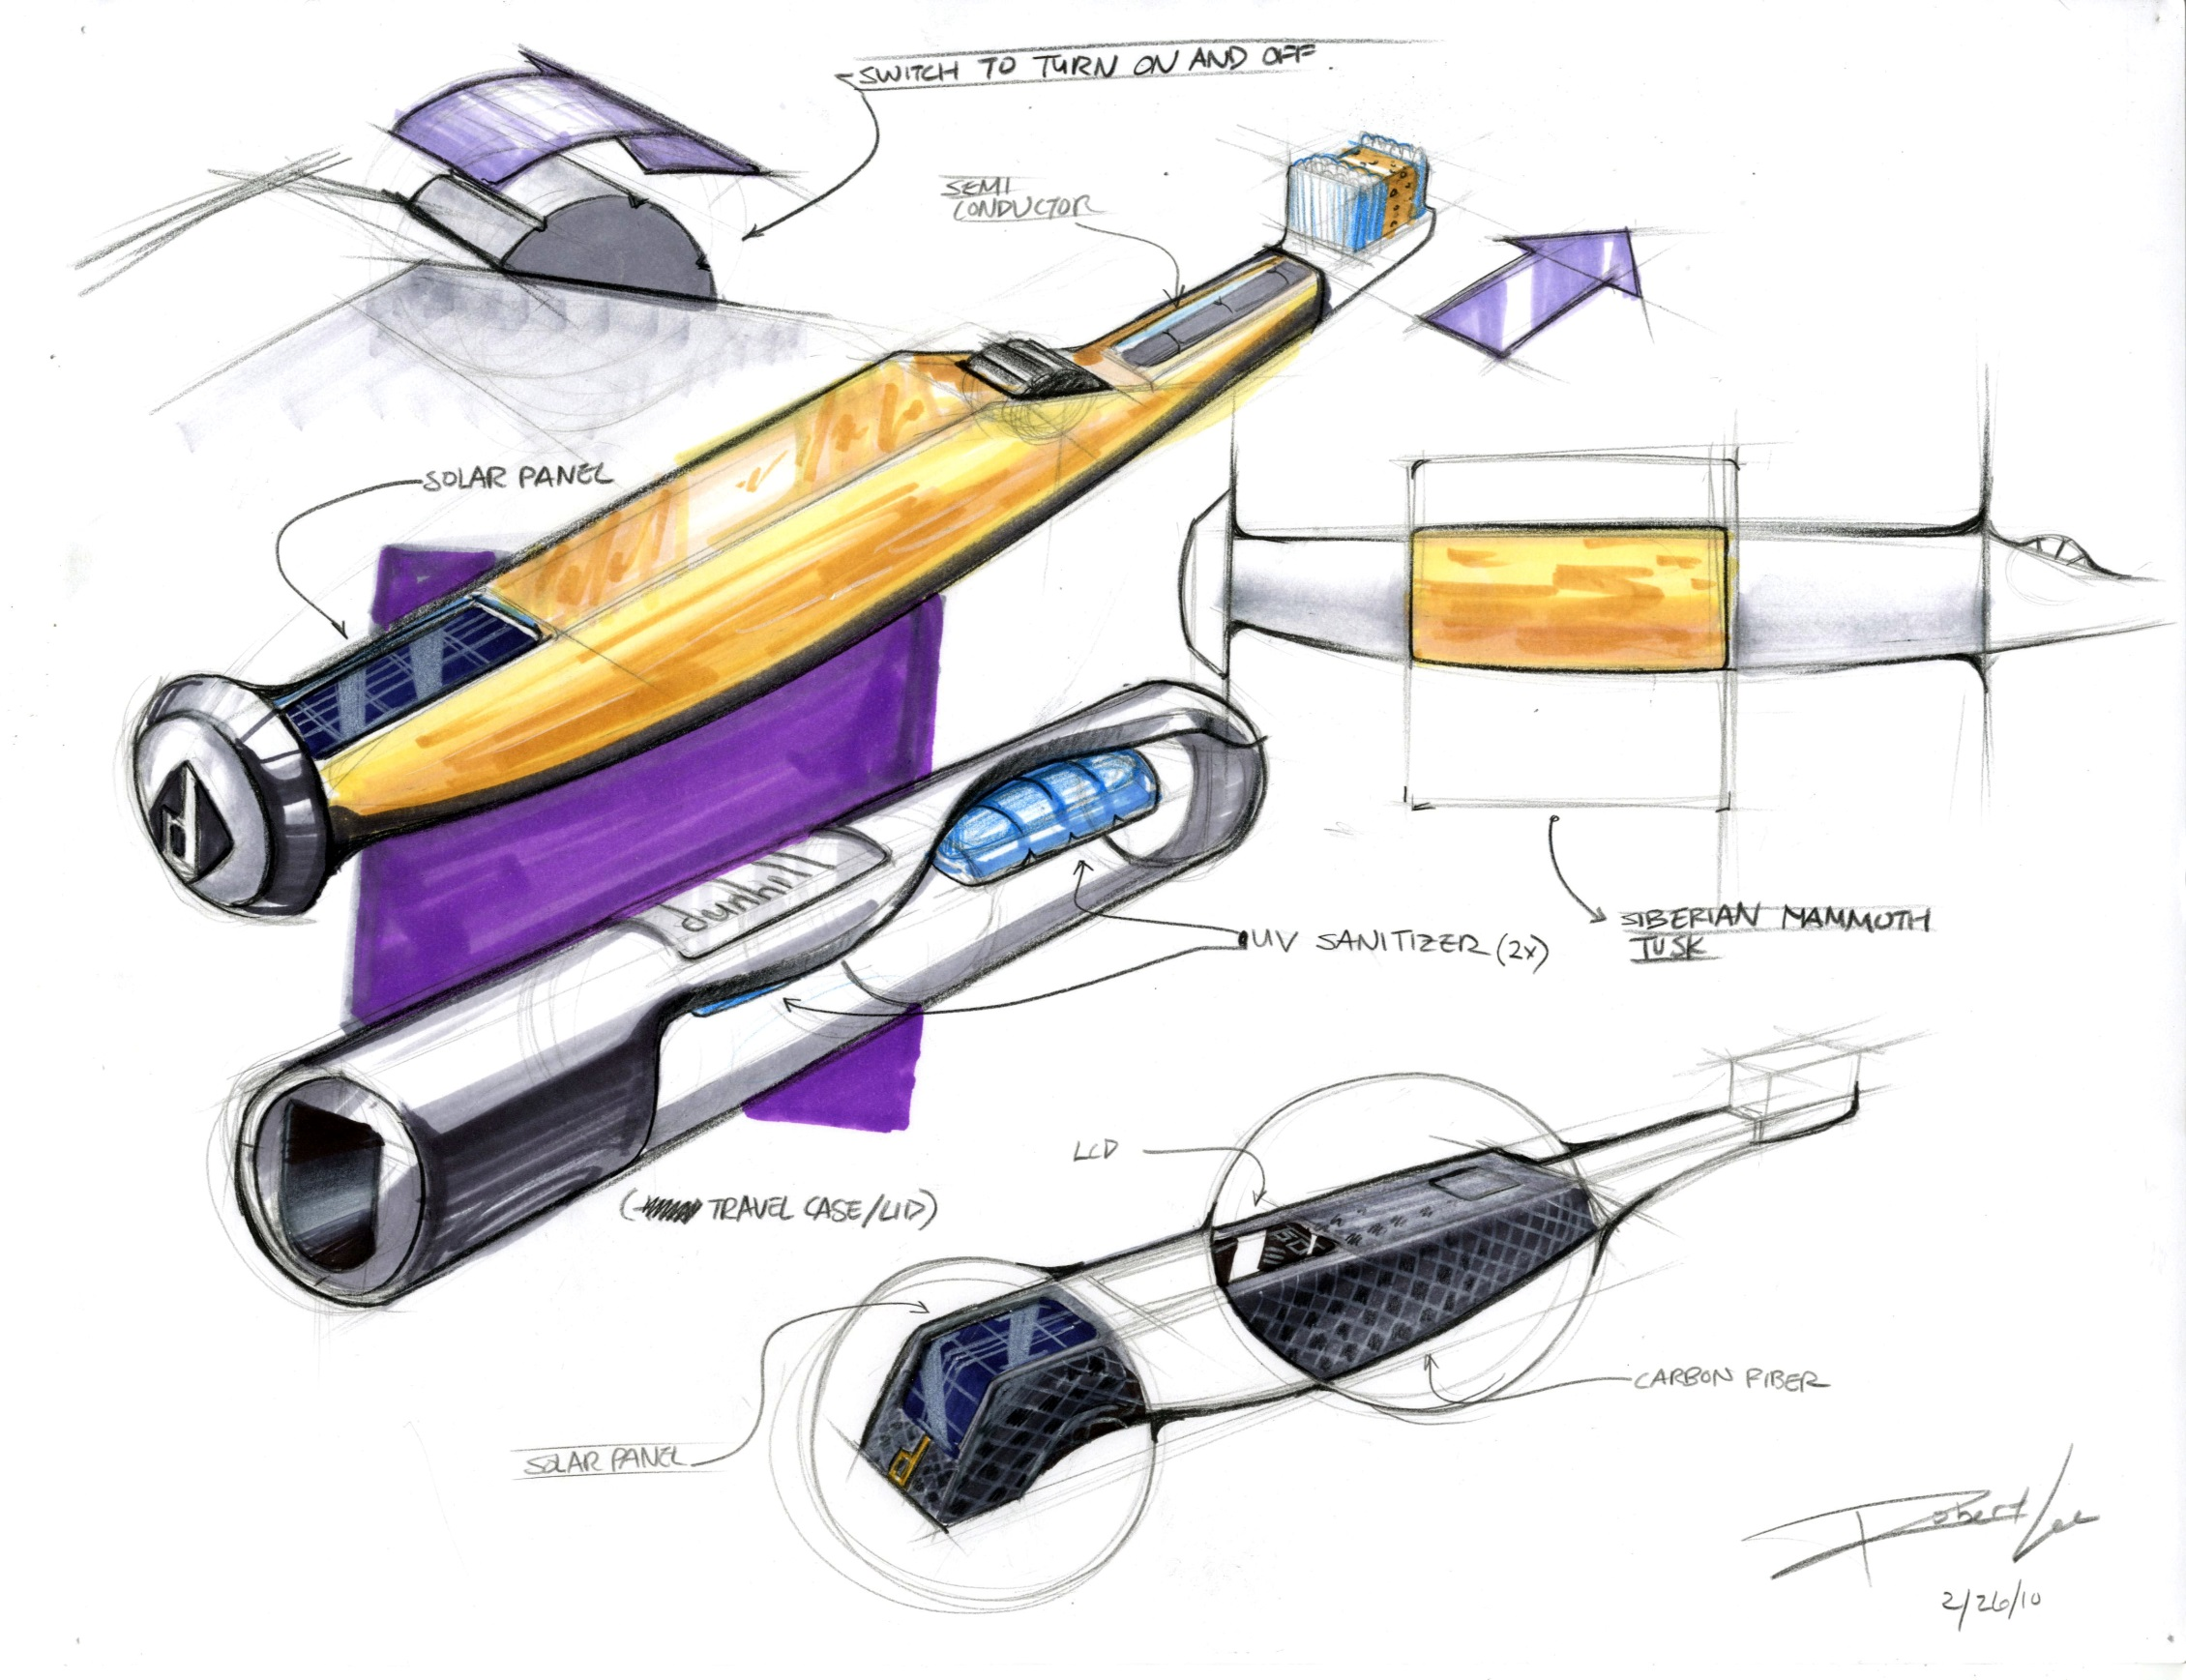 SWITCH TO TURN ON AND OFF.
SEMI
CONDUCTOR
SOLAR PANEL
d
dunhill
UV SANITIZER (2x)
SIBERIAN MAMMOTH
TUSK
(TRAVEL CASE/LID)
LCD
CARBON FIBER
SOLAR PANEL
d
Robert Lee
2/26/10